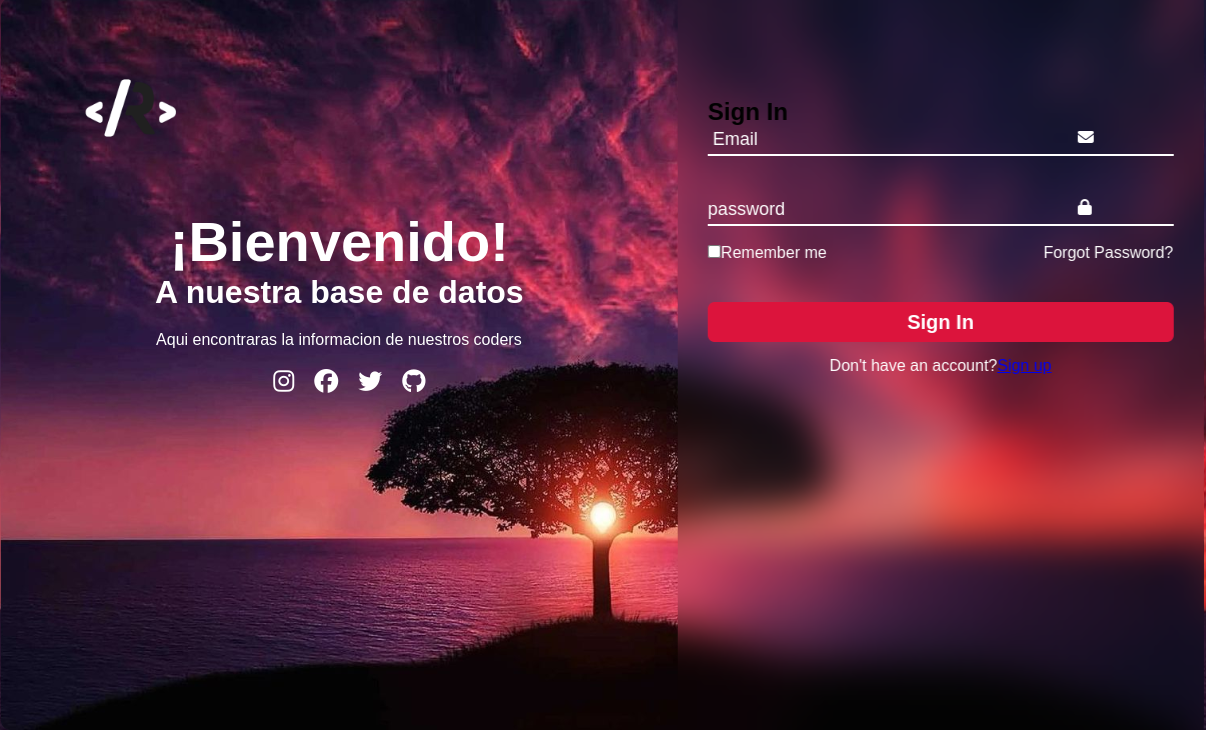 </R>
¡Bienvenido!
A nuestra base de datos
Aqui encontraras la informacion de nuestros coders
Sign In
Email
password
Remember me Forgot Password?
Sign In
Don't have an account?Sign up